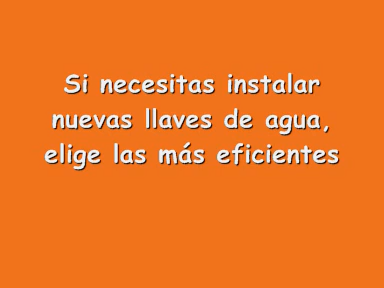 Si necesitas instalar
nuevas llaves de agua,
elige las más eficientes